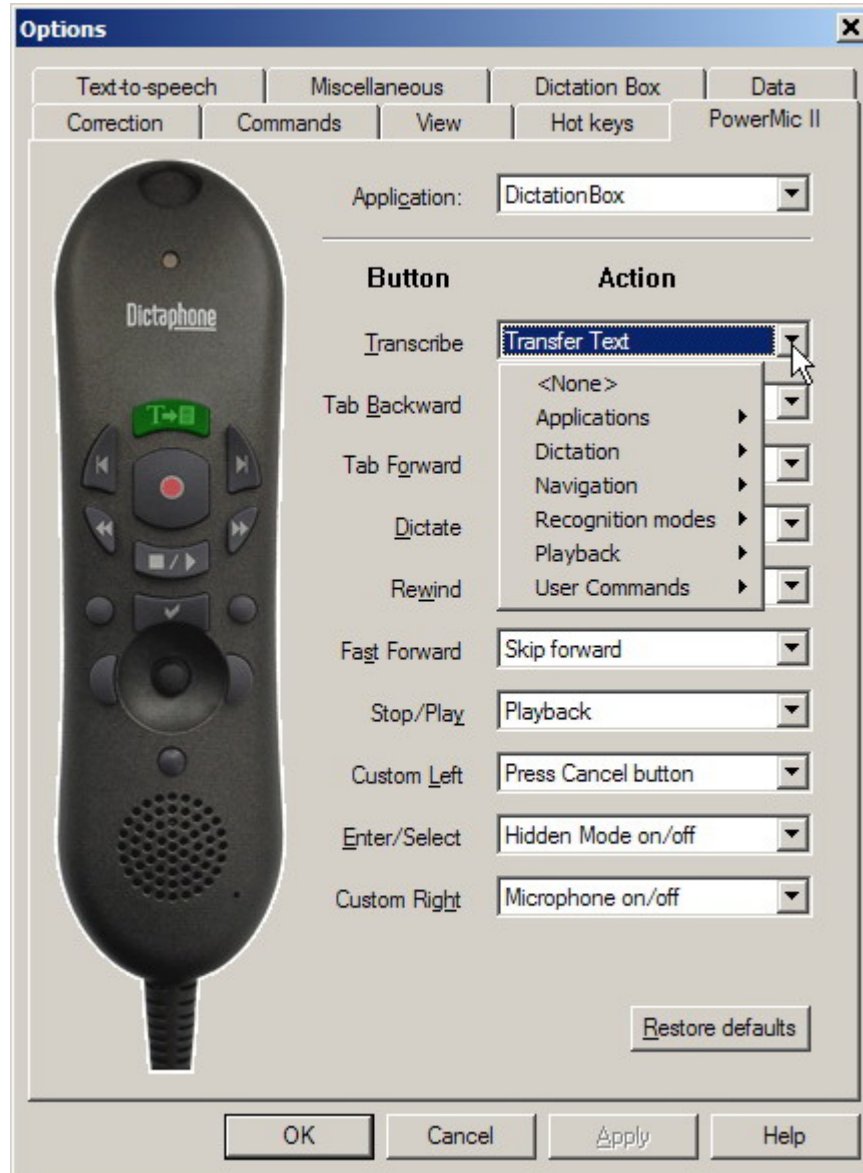 Options
Text-to-speech Miscellaneous Dictation Box Data
Correction Commands View Hot keys PowerMic II
Application: DictationBox
Button Action
Dictaphone
Transcribe Transfer Text
<None>
Tab Backward Applications
Dictation
Tab Forward Navigation
Dictate Recognition modes
Playback
Rewind User Commands
Fast Forward Skip forward
Stop/Play Playback
Custom Left Press Cancel button
Enter/Select Hidden Mode on/off
Custom Right Microphone on/off
Restore defaults
OK Cancel Apply Help